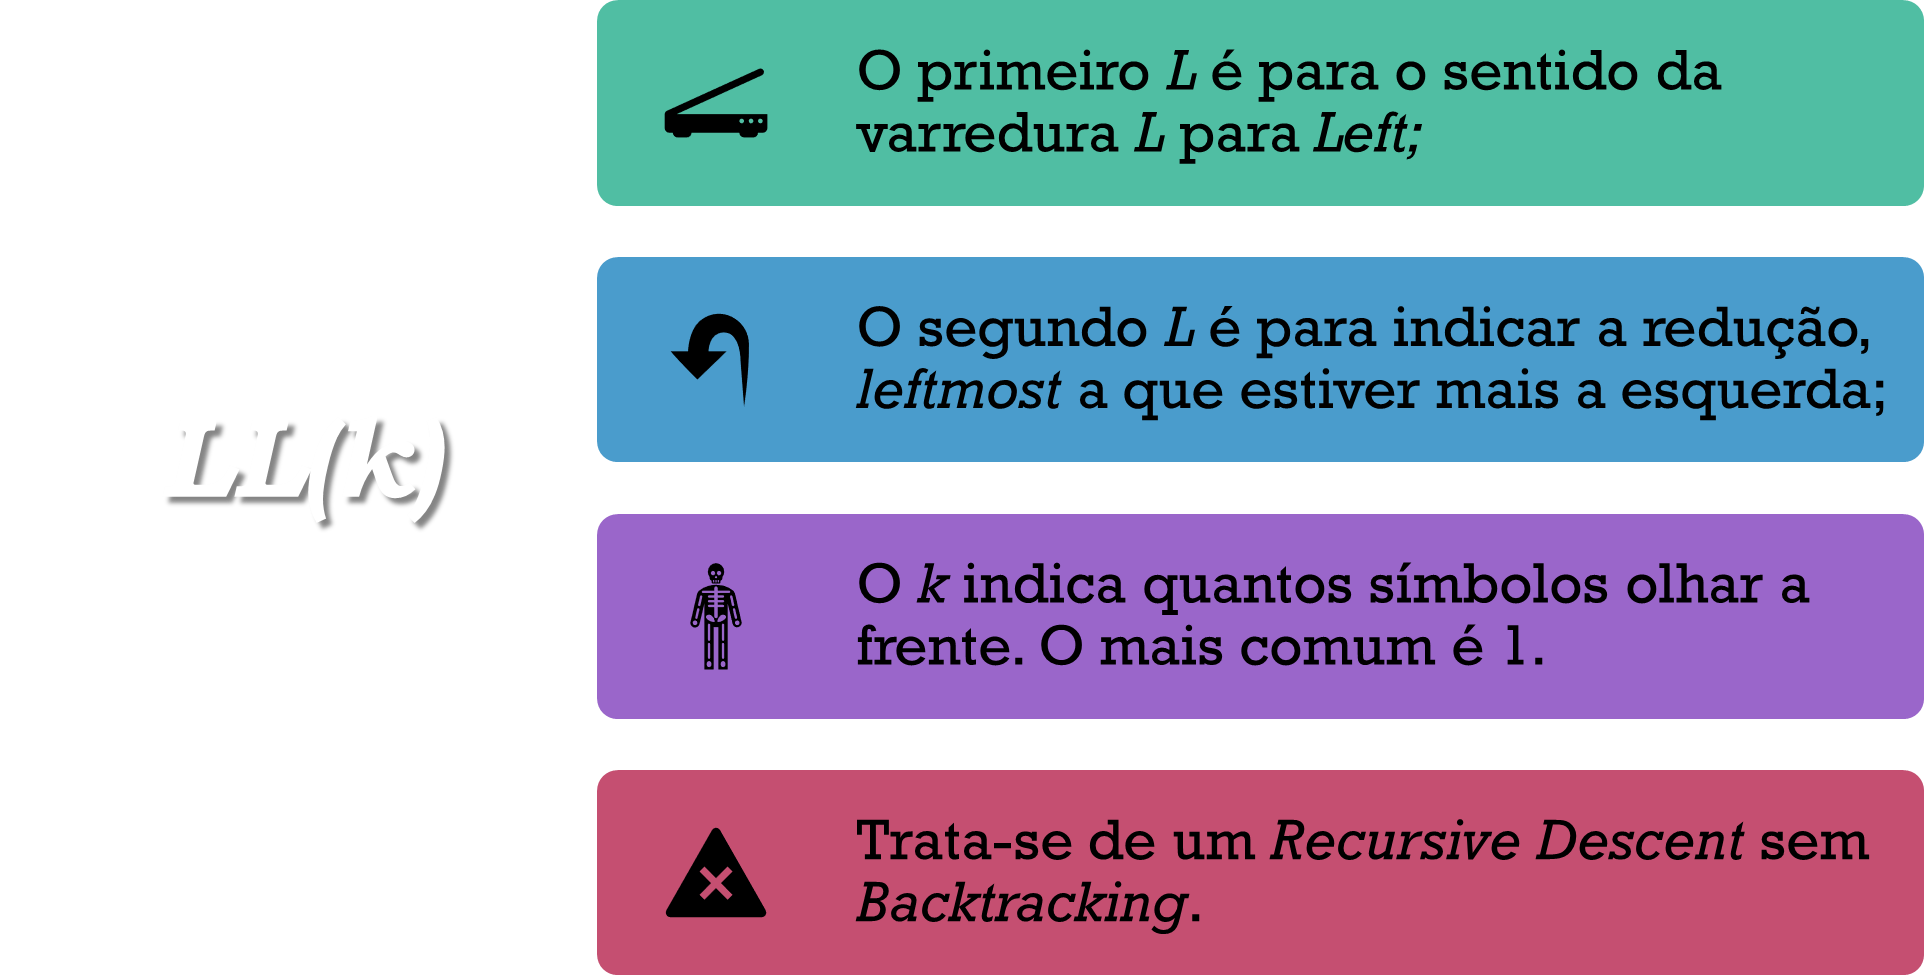 LL(k)
O primeiro L é para o sentido da
varredura L para Left;
O segundo L é para indicar a redução,
leftmost a que estiver mais a esquerda;
O k indica quantos símbolos olhar a
frente. O mais comum é 1.
Trata-se de um Recursive Descent sem
Backtracking.